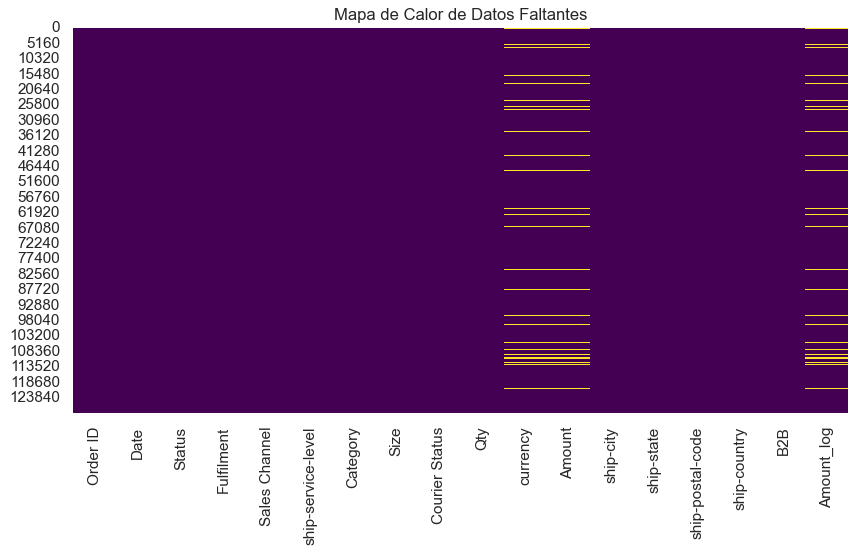 Mapa de Calor de Datos Faltantes
0
5160
10320
15480
20640
25800
30960
36120
41280
46440
51600
56760
61920
67080
72240
77400
82560
87720
92880
98040
103200
108360
113520
118680
123840
Order ID
Date
Status
Fulfilment
Sales Channel
ship-service-level
Category
Size
Courier Status
Qty
currency
Amount
ship-city
ship-state
ship-postal-code
ship-country
B2B
Amount_log